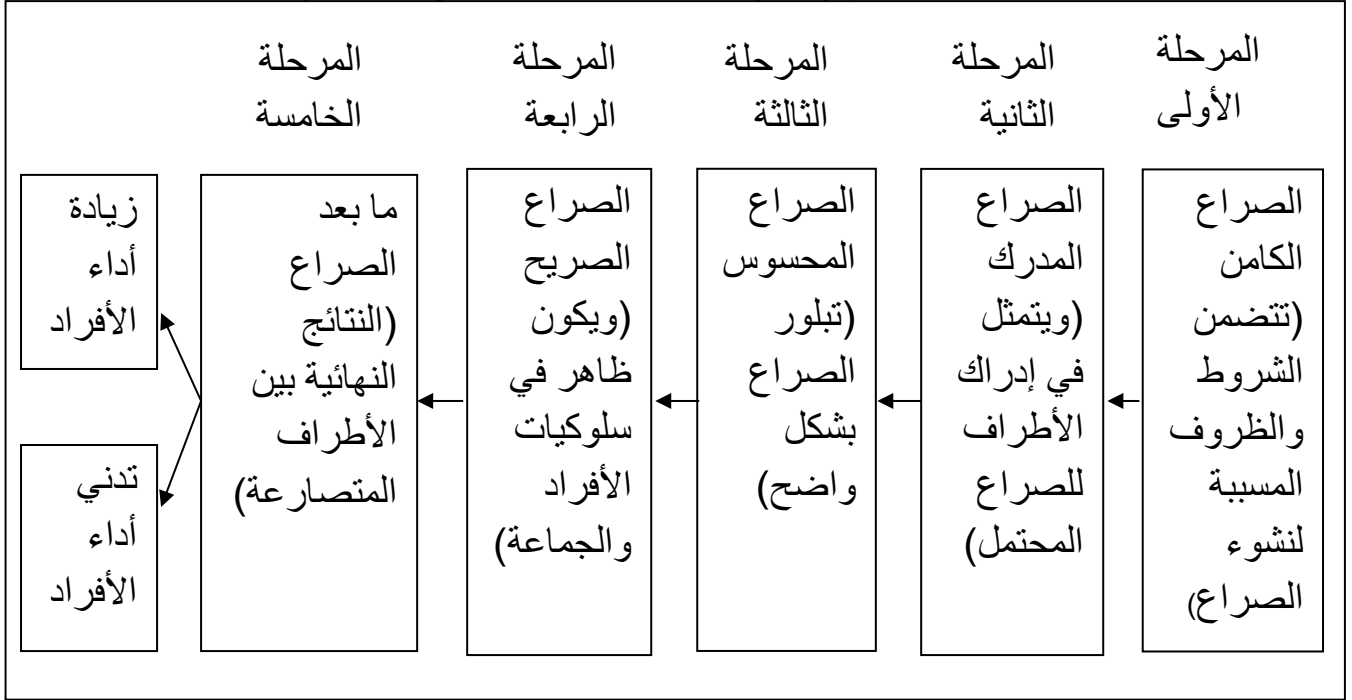 المرحلة
الأولى
المرحلة
الثانية
المرحلة
الثالثة
المرحلة
الرابعة
المرحلة
الخامسة
الصراع
الكامن
(تتضمن
الشروط
والظروف
المسببة
لنشوء
الصراع)
الصراع
المدرك
(ويتمثل
في إدراك
الأطراف
للصراع
المحتمل)
الصراع
المحسوس
(تبلور
الصراع
بشكل
واضح)
الصراع
الصريح
(ويكون
ظاهر في
سلوكيات
الأفراد
والجماعة)
ما بعد
الصراع
(النتائج
النهائية بين
الأطراف
المتصارعة)
زيادة
أداء
الأفراد
تدني
أداء
الأفراد